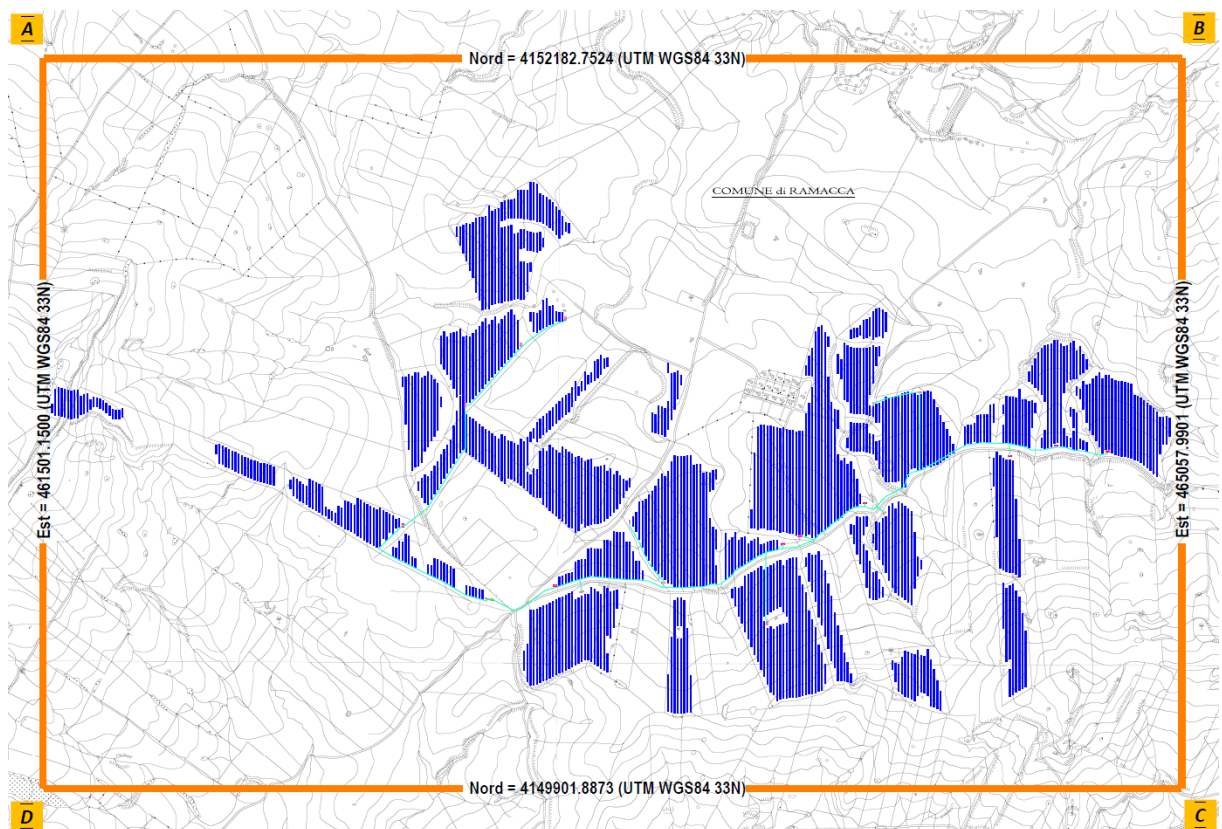 A
B
Nord = 4152182.7524 (UTM WGS84 33N)
COMUNE di RAMACCA
Est = 461501.1500 (UTM WGS84 33N)
Est = 465057.9901 (UTM WGS84 33N)
Nord = 4149901.8873 (UTM WGS84 33N)
D
C